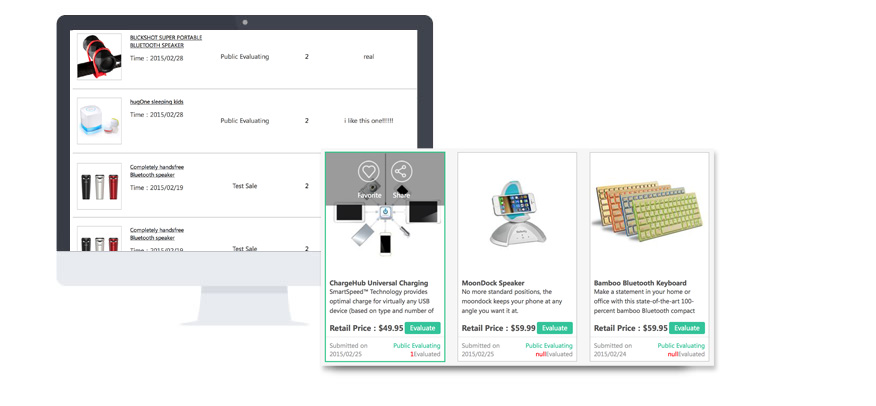 BUCKSHOT SUPER PORTABLE
BLUETOOTH SPEAKER
Time : 2015/02/28
Public Evaluating
2
real
hugOne sleeping kids
Time : 2015/02/28
Public Evaluating
2
i like this one!!!!!!
Completely handsfree
Bluetooth speaker
Time : 2015/02/19
Test Sale
2
Completely handsfree
Bluetooth speaker
Time : 2015/02/19
Test Sale
2
Favorite
Share
ChargeHub Universal Charging
SmartSpeed™ Technology provides
optimal charge for virtually any USB
device (based on type and number of
Retail Price : $49.95
Evaluate
Submitted on
2015/02/25
Public Evaluating
1Evaluated
MoonDock Speaker
No more standard positions, the
moondock keeps your phone at any
angle you want it at.
Retail Price : $59.99
Evaluate
Submitted on
2015/02/25
Public Evaluating
nullEvaluated
Bamboo Bluetooth Keyboard
Make a statement in your home or
office with this state-of-the-art 100-
percent bamboo Bluetooth compact
Retail Price : $59.95
Evaluate
Submitted on
2015/02/24
Public Evaluating
nullEvaluated